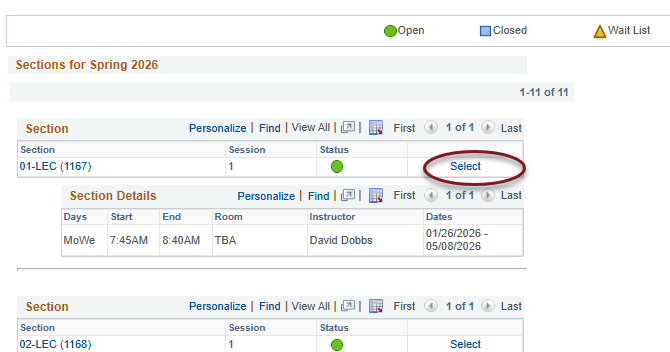 Open Closed Wait List
Sections for Spring 2026
1-11 of 11
Section Personalize | Find | View All | | First 1 of 1 Last
Section Session Status
01-LEC (1167) 1 Select
Section Details Personalize | Find | | First 1 of 1 Last
Days Start End Room Instructor Dates
MoWe 7:45AM 8:40AM TBA David Dobbs 01/26/2026 -
05/08/2026
Section Personalize | Find | View All | | First 1 of 1 Last
Section Session Status
02-LEC (1168) 1 Select